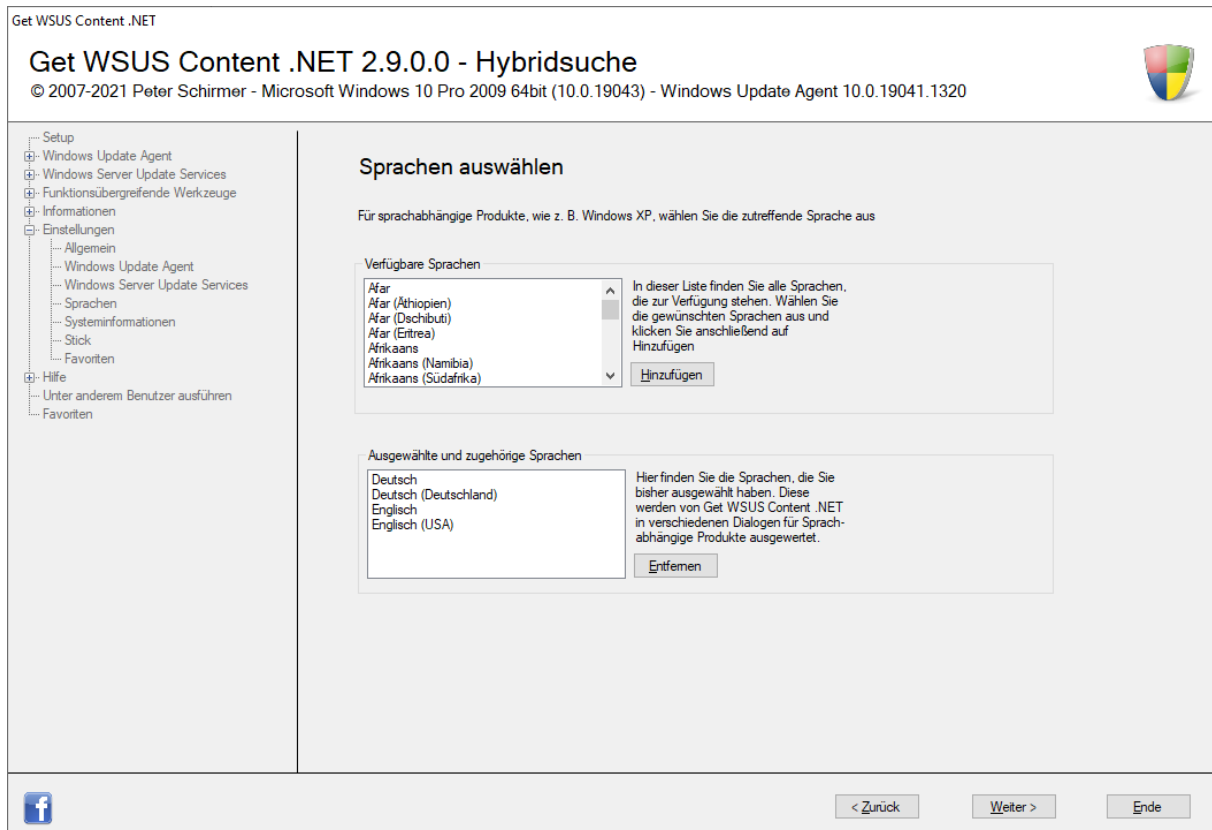 Get WSUS Content .NET
Get WSUS Content .NET 2.9.0.0 - Hybridsuche
© 2007-2021 Peter Schirmer - Microsoft Windows 10 Pro 2009 64bit (10.0.19043) - Windows Update Agent 10.0.19041.1320
Setup
Windows Update Agent
Windows Server Update Services
Funktionsübergreifende Werkzeuge
Informationen
Einstellungen
Allgemein
Windows Update Agent
Windows Server Update Services
Sprachen
Systeminformationen
Stick
Favoriten
Hilfe
Unter anderem Benutzer ausführen
Favoriten
Sprachen auswählen
Für sprachabhängige Produkte, wie z. B. Windows XP, wählen Sie die zutreffende Sprache aus
Verfügbare Sprachen
Afar
Afar (Äthiopien)
Afar (Dschibuti)
Afar (Eritrea)
Afrikaans
Afrikaans (Namibia)
Afrikaans (Südafrika)
In dieser Liste finden Sie alle Sprachen,
die zur Verfügung stehen. Wählen Sie
die gewünschten Sprachen aus und
klicken Sie anschließend auf
Hinzufügen
Hinzufügen
Ausgewählte und zugehörige Sprachen
Deutsch
Deutsch (Deutschland)
Englisch
Englisch (USA)
Hier finden Sie die Sprachen, die Sie
bisher ausgewählt haben. Diese
werden von Get WSUS Content .NET
in verschiedenen Dialogen für Sprach-
abhängige Produkte ausgewertet.
Entfernen
< Zurück
Weiter >
Ende